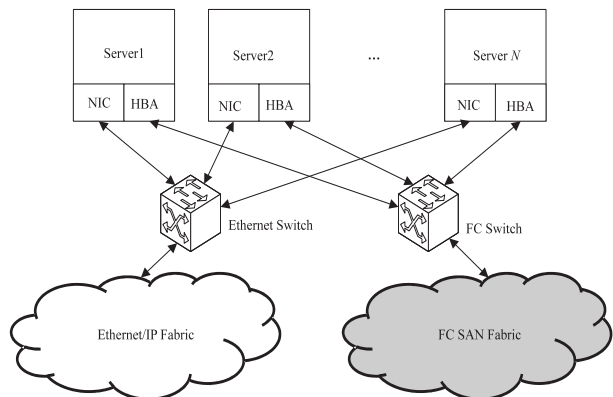 Server1
Server2
...
Server N
NIC
HBA
NIC
HBA
NIC
HBA
Ethernet Switch
FC Switch
Ethernet/IP Fabric
FC SAN Fabric